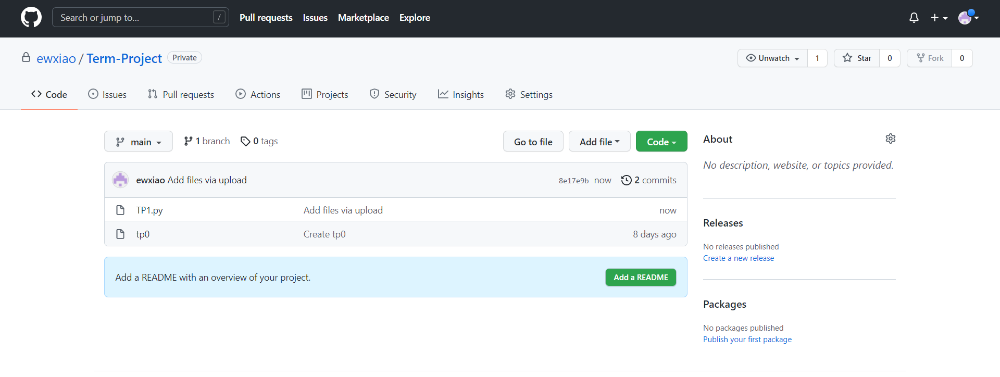 Search or jump to... / Pull requests Issues Marketplace Explore
ewxiao / Term-Project Private Unwatch 1 Star 0 Fork 0
Code Issues Pull requests Actions Projects Security Insights Settings
main 1 branch 0 tags Go to file Add file Code
ewxiao Add files via upload 8e17e9b now 2 commits
TP1.py Add files via upload now
tp0 Create tp0 8 days ago
Add a README with an overview of your project. Add a README
About
No description, website, or topics provided.
Releases
No releases published
Create a new release
Packages
No packages published
Publish your first package